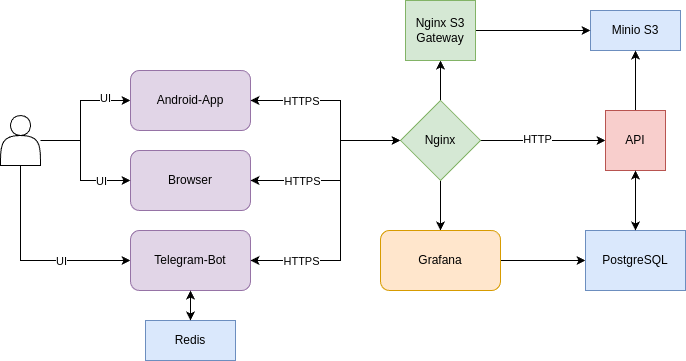 Nginx S3
Gateway
Minio S3
UI
Android-App
HTTPS
Nginx
HTTP
API
UI
Browser
HTTPS
UI
Telegram-Bot
HTTPS
Grafana
PostgreSQL
Redis